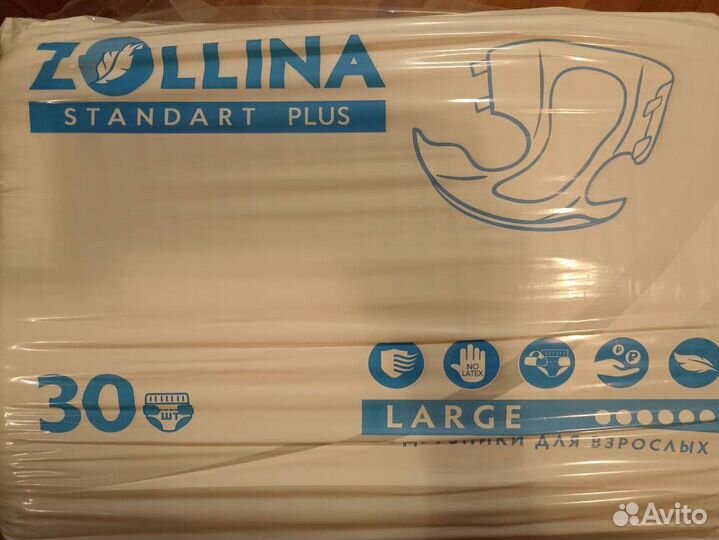 ZOLLINA
STANDART PLUS
NO
LATEX
₽ ₽
30 ШТ
LARGE
ДЛЯ ВЗРОСЛЫХ
Avito